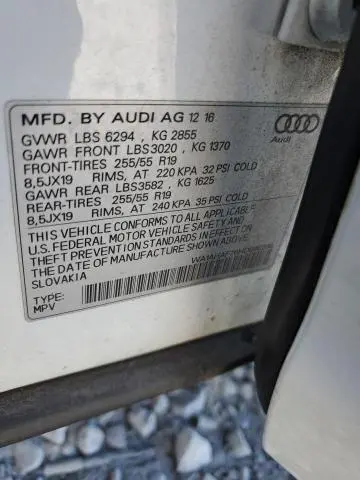 MFD. BY AUDI AG 12 16
GVWR LBS 6294 , KG 2855
GAWR FRONT LBS3020 , KG 1370
FRONT-TIRES 255/55 R19
8,5JX19 RIMS, AT 220 KPA 32 PSI COLD
GAWR REAR LBS3582 , KG 1625
REAR-TIRES 255/55 R19
8,5JX19 RIMS, AT 240 KPA 35 PSI COLD
THIS VEHICLE CONFORMS TO ALL APPLICABLE
U.S. FEDERAL MOTOR VEHICLE SAFETY, BUMPER AND
THEFT PREVENTION STANDARDS IN EFFECT
ON THE DATE OF MANUFACTURE SHOWN ABOVE.
SLOVAKIA
TYPE:
MPV
Audi